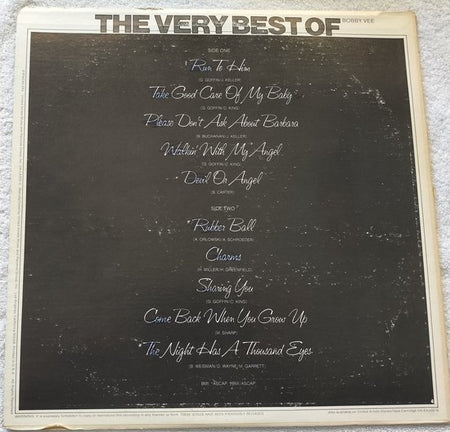 THE VERY BEST OF BOBBY VEE
SIDE ONE
Run To Him
(G. GOFFIN/J. KELLER)
Take Good Care Of My Baby
(G. GOFFIN/C. KING)
Please Don't Ask About Barbara
(B. BUCHANAN/J. KELLER)
Walkin' With My Angel
(G. GOFFIN/C. KING)
Devil Or Angel
(B. CARTER)
SIDE TWO
Rubber Ball
(A. ORLOWSKI/A. SCHROEDER)
Charms
(H. MILLER/H. GREENFIELD)
Sharing You
(G. GOFFIN/C. KING)
Come Back When You Grow Up
(M. SHARP)
The Night Has A Thousand Eyes
(B. WEISMAN/D. WAYNE/M. GARRETT)